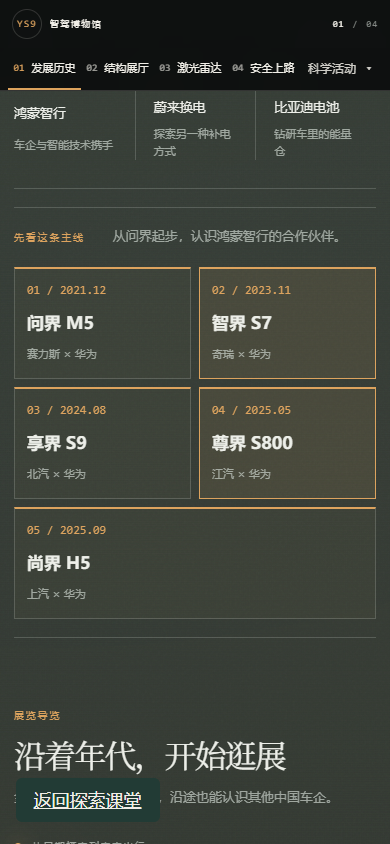 YS9 智驾博物馆 01 / 04
01 发展历史 02 结构展厅 03 激光雷达 04 安全上路 科学活动
鸿蒙智行
车企与智能技术携手
蔚来换电
探索另一种补电
方式
比亚迪电池
钻研车里的能量
仓
先看这条主线 从问界起步，认识鸿蒙智行的合作伙伴。
01 / 2021.12
问界 M5
赛力斯 × 华为
02 / 2023.11
智界 S7
奇瑞 × 华为
03 / 2024.08
享界 S9
北汽 × 华为
04 / 2025.05
尊界 S800
江汽 × 华为
05 / 2025.09
尚界 H5
上汽 × 华为
展览导览
沿着年代，开始逛展
返回探索课堂
，沿途也能认识其他中国车企。